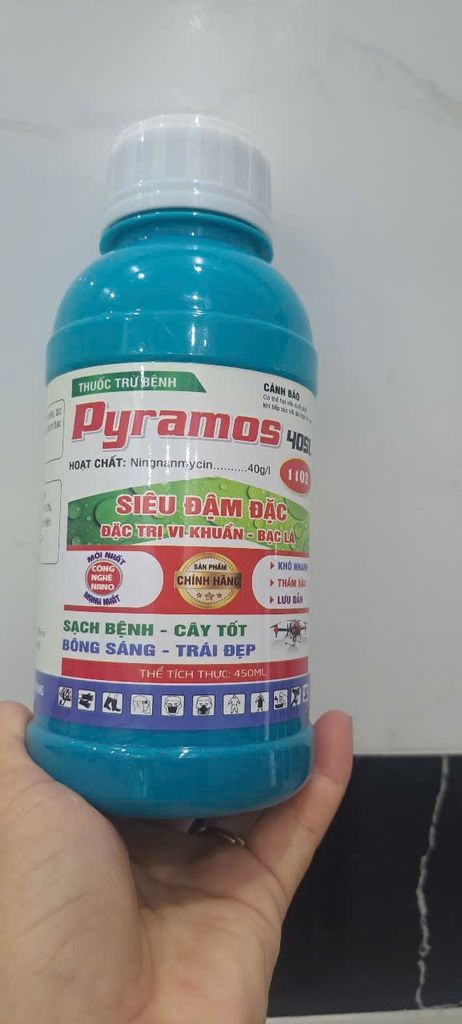 THUỐC TRỪ BỆNH
CẢNH BÁO
Pyramos 40SL
HOẠT CHẤT: Ningnanmycin..........40g/l
1102
SIÊU ĐẬM ĐẶC
ĐẶC TRỊ VI KHUẨN - BẠC LÁ
MỚI NHẤT
CÔNG
NGHỆ
NANO
MẠNH NHẤT
SẢN PHẨM
CHÍNH HÃNG
KHÔ NHANH
THẤM SÂU
LƯU DẪN
SẠCH BỆNH - CÂY TỐT
BÔNG SÁNG - TRÁI ĐẸP
THỂ TÍCH THỰC: 450ML